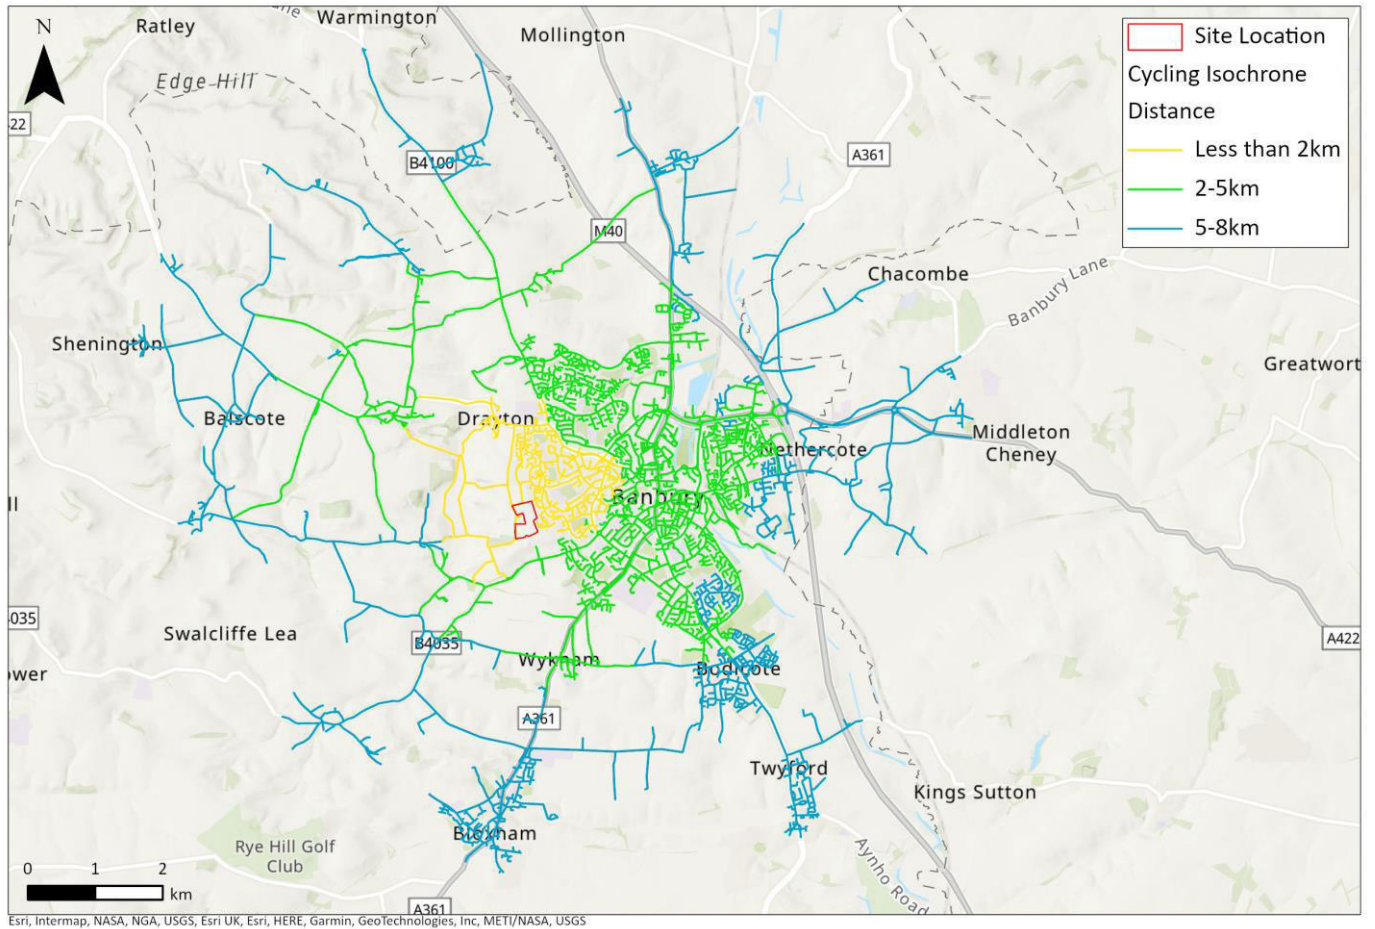 Ratley
Warmington
Mollington
N
Site Location
Cycling Isochrone
Distance
Less than 2km
2-5km
5-8km
Edge Hill
22
B4100
A361
M40
Chacombe
Banbury Lane
Shenington
Greatwort
Balscote
Drayton
Nethercote
Middleton
Cheney
Banbury
ll
035
Swalcliffe Lea
B4035
Wykham
Bodicote
A422
ower
A361
Twyford
Kings Sutton
Bloxham
Rye Hill Golf
Club
Aynho Road
0 1 2
km
A361
Esri, Intermap, NASA, NGA, USGS, Esri UK, Esri, HERE, Garmin, GeoTechnologies, Inc, METI/NASA, USGS